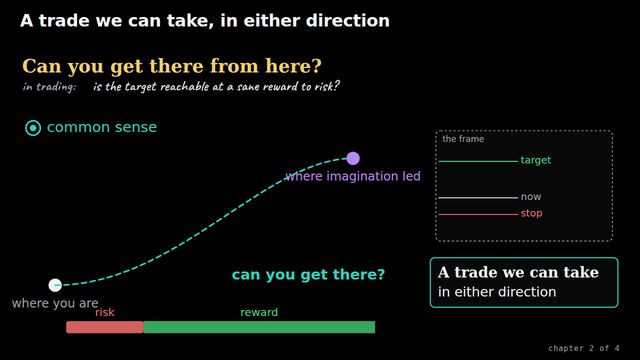 A trade we can take, in either direction
Can you get there from here?
in trading: is the target reachable at a sane reward to risk?
common sense
the frame
target
where imagination led
now
stop
can you get there?
A trade we can take
in either direction
where you are
risk
reward
chapter 2 of 4